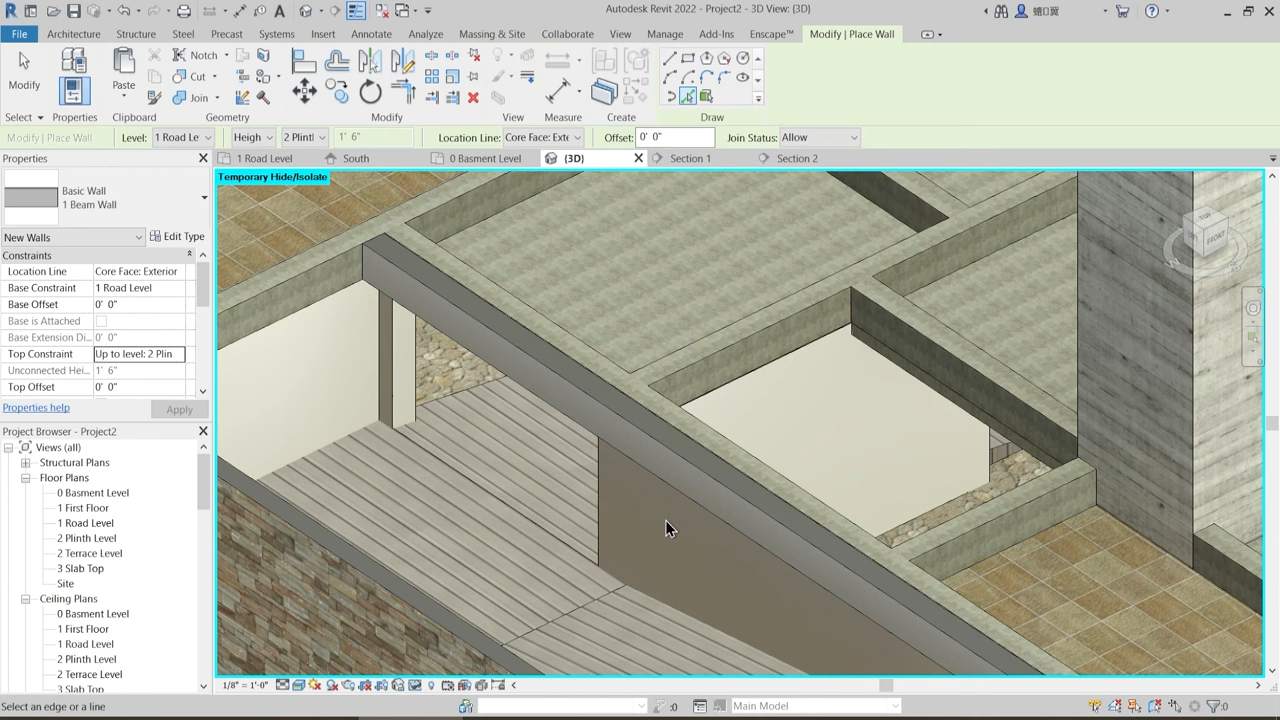 Autodesk Revit 2022 - Project2 - 3D View: {3D}
File Architecture Structure Steel Precast Systems Insert Annotate Analyze Massing & Site Collaborate View Manage Add-Ins Enscape™ Modify | Place Wall
Modify Paste Notch Cut Join
Select Properties Clipboard Geometry Modify View Measure Create Draw
Modify | Place Wall Level: 1 Road Le Heigh 2 Plintl 1' 6" Location Line: Core Face: Exte Offset: 0' 0" Join Status: Allow
Properties 1 Road Level South 0 Basment Level {3D} Section 1 Section 2
Temporary Hide/Isolate
Basic Wall
1 Beam Wall
New Walls Edit Type
Constraints
Location Line Core Face: Exterior
Base Constraint 1 Road Level
Base Offset 0' 0"
Base is Attached
Base Extension Di... 0' 0"
Top Constraint Up to level: 2 Plin
Unconnected Hei... 1' 6"
Top Offset 0' 0"
Properties help Apply
Project Browser - Project2
Views (all)
Structural Plans
Floor Plans
0 Basment Level
1 First Floor
1 Road Level
2 Plinth Level
2 Terrace Level
3 Slab Top
Site
Ceiling Plans
0 Basment Level
1 First Floor
1 Road Level
2 Plinth Level
2 Terrace Level
3 Slab Top
TOP FRONT
1/8" = 1'-0"
Select an edge or a line :0 Main Model :0